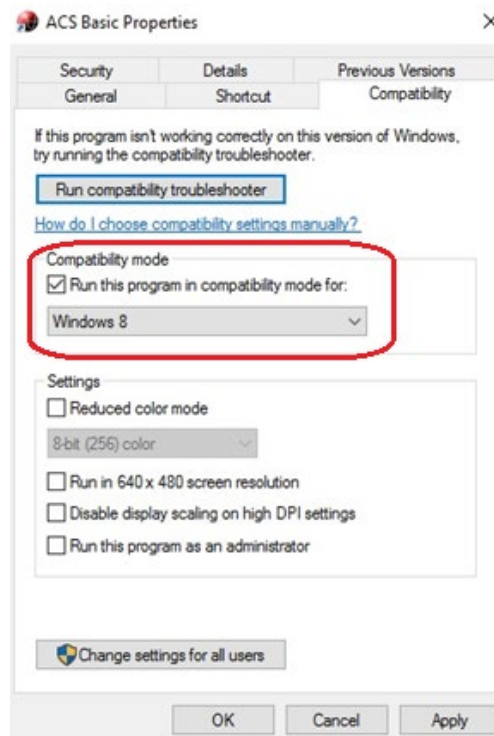 ACS Basic Properties
Security Details Previous Versions
General Shortcut Compatibility
If this program isn't working correctly on this version of Windows,
try running the compatibility troubleshooter.
Run compatibility troubleshooter
How do I choose compatibility settings manually?
Compatibility mode
Run this program in compatibility mode for:
Windows 8
Settings
Reduced color mode
8-bit (256) color
Run in 640 x 480 screen resolution
Disable display scaling on high DPI settings
Run this program as an administrator
Change settings for all users
OK Cancel Apply